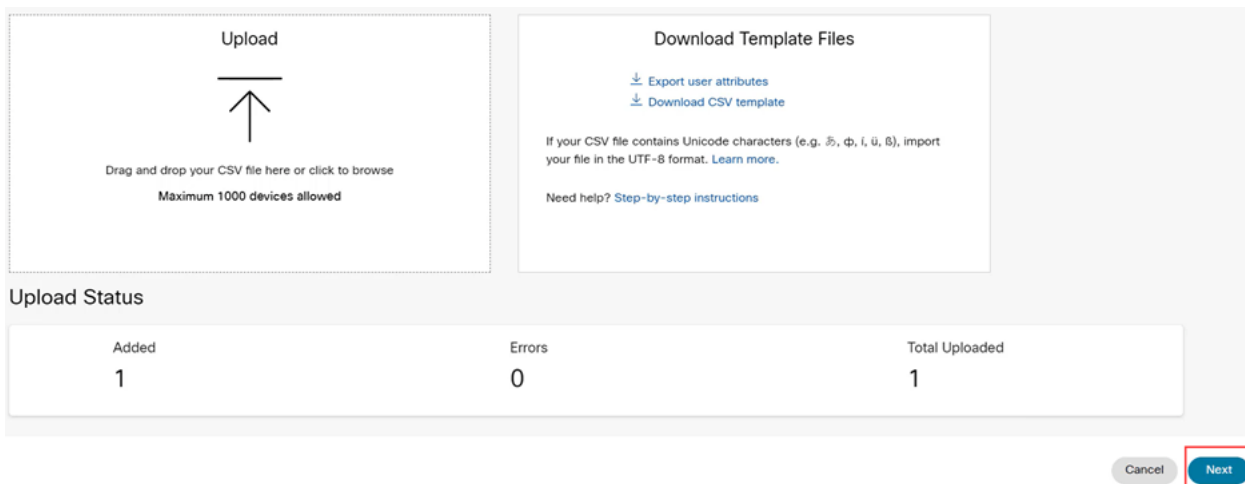 Upload
Drag and drop your CSV file here or click to browse
Maximum 1000 devices allowed
Download Template Files
Export user attributes
Download CSV template
If your CSV file contains Unicode characters (e.g. あ, ф, í, ü, ß), import
your file in the UTF-8 format. Learn more.
Need help? Step-by-step instructions
Upload Status
Added
1
Errors
0
Total Uploaded
1
Cancel
Next